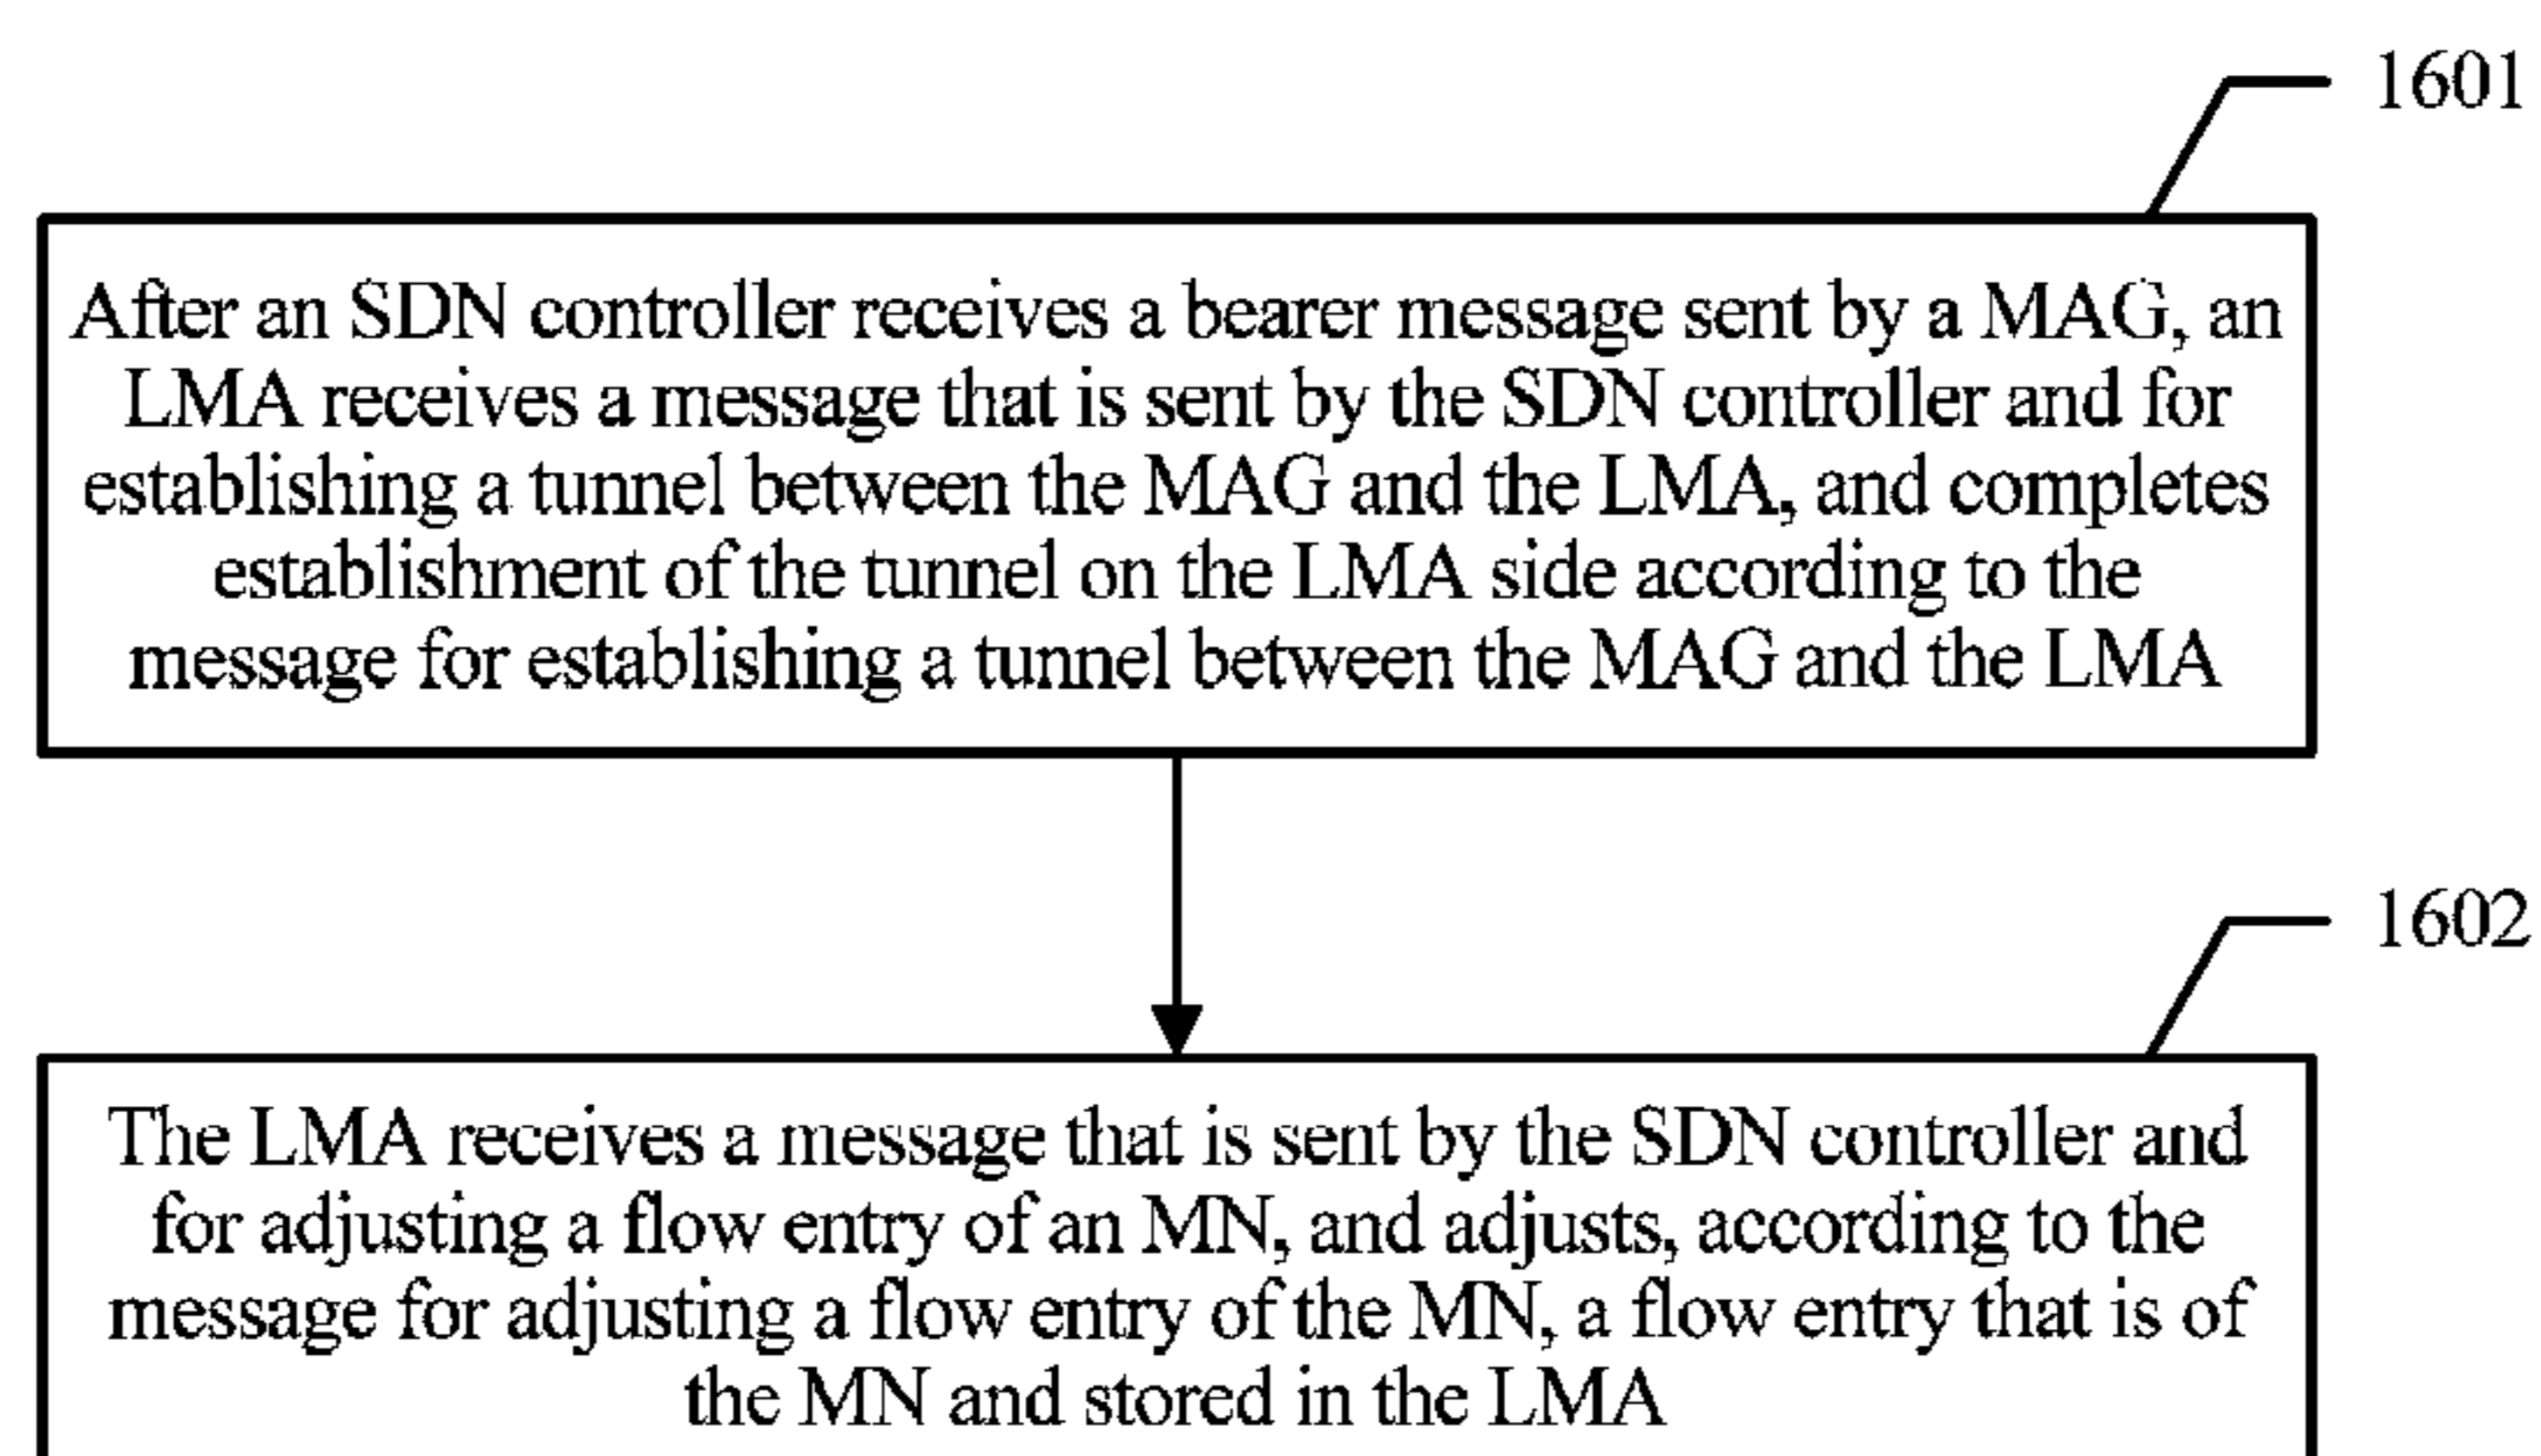 1601
After an SDN controller receives a bearer message sent by a MAG, an
LMA receives a message that is sent by the SDN controller and for
establishing a tunnel between the MAG and the LMA, and completes
establishment of the tunnel on the LMA side according to the
message for establishing a tunnel between the MAG and the LMA
1602
The LMA receives a message that is sent by the SDN controller and
for adjusting a flow entry of an MN, and adjusts, according to the
message for adjusting a flow entry of the MN, a flow entry that is of
the MN and stored in the LMA